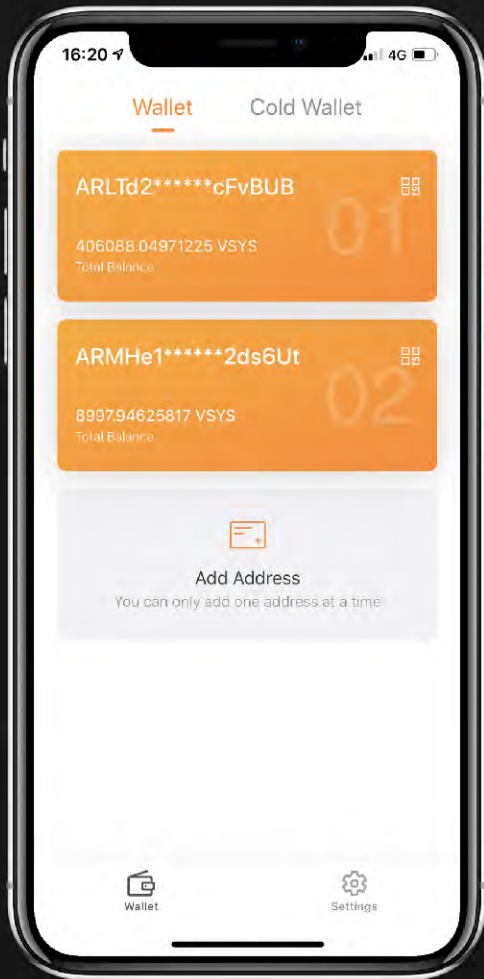 16:20
4G
Wallet Cold Wallet
ARLTd2******cFvBUB
01
406088.04971225 VSYS
Total Balance
ARMHe1******2ds6Ut
02
8997.94625817 VSYS
Total Balance
Add Address
You can only add one address at a time
Wallet Settings